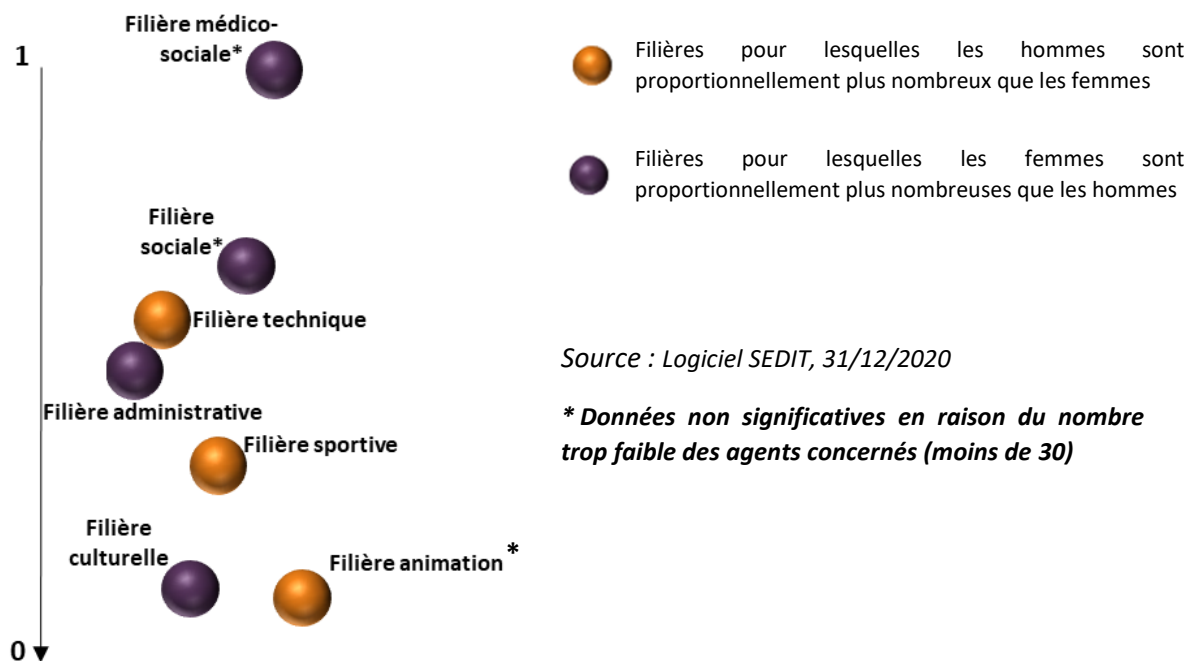 Filière médico-
sociale*
1
Filières pour lesquelles les hommes sont
proportionnellement plus nombreux que les femmes
Filières pour lesquelles les femmes sont
proportionnellement plus nombreuses que les hommes
Filière
sociale*
Filière technique
Source : Logiciel SEDIT, 31/12/2020
Filière administrative
* Données non significatives en raison du nombre
trop faible des agents concernés (moins de 30)
Filière sportive
Filière
culturelle
Filière animation *
0